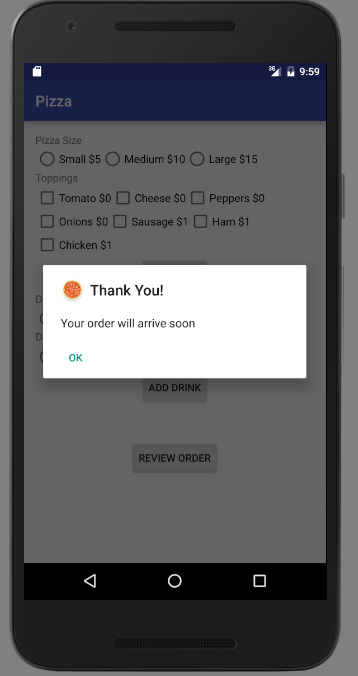 3G 9:59
Pizza
Pizza Size
Small $5 Medium $10 Large $15
Toppings
Tomato $0 Cheese $0 Peppers $0
Onions $0 Sausage $1 Ham $1
Chicken $1
Thank You!
Your order will arrive soon
OK
ADD DRINK
REVIEW ORDER